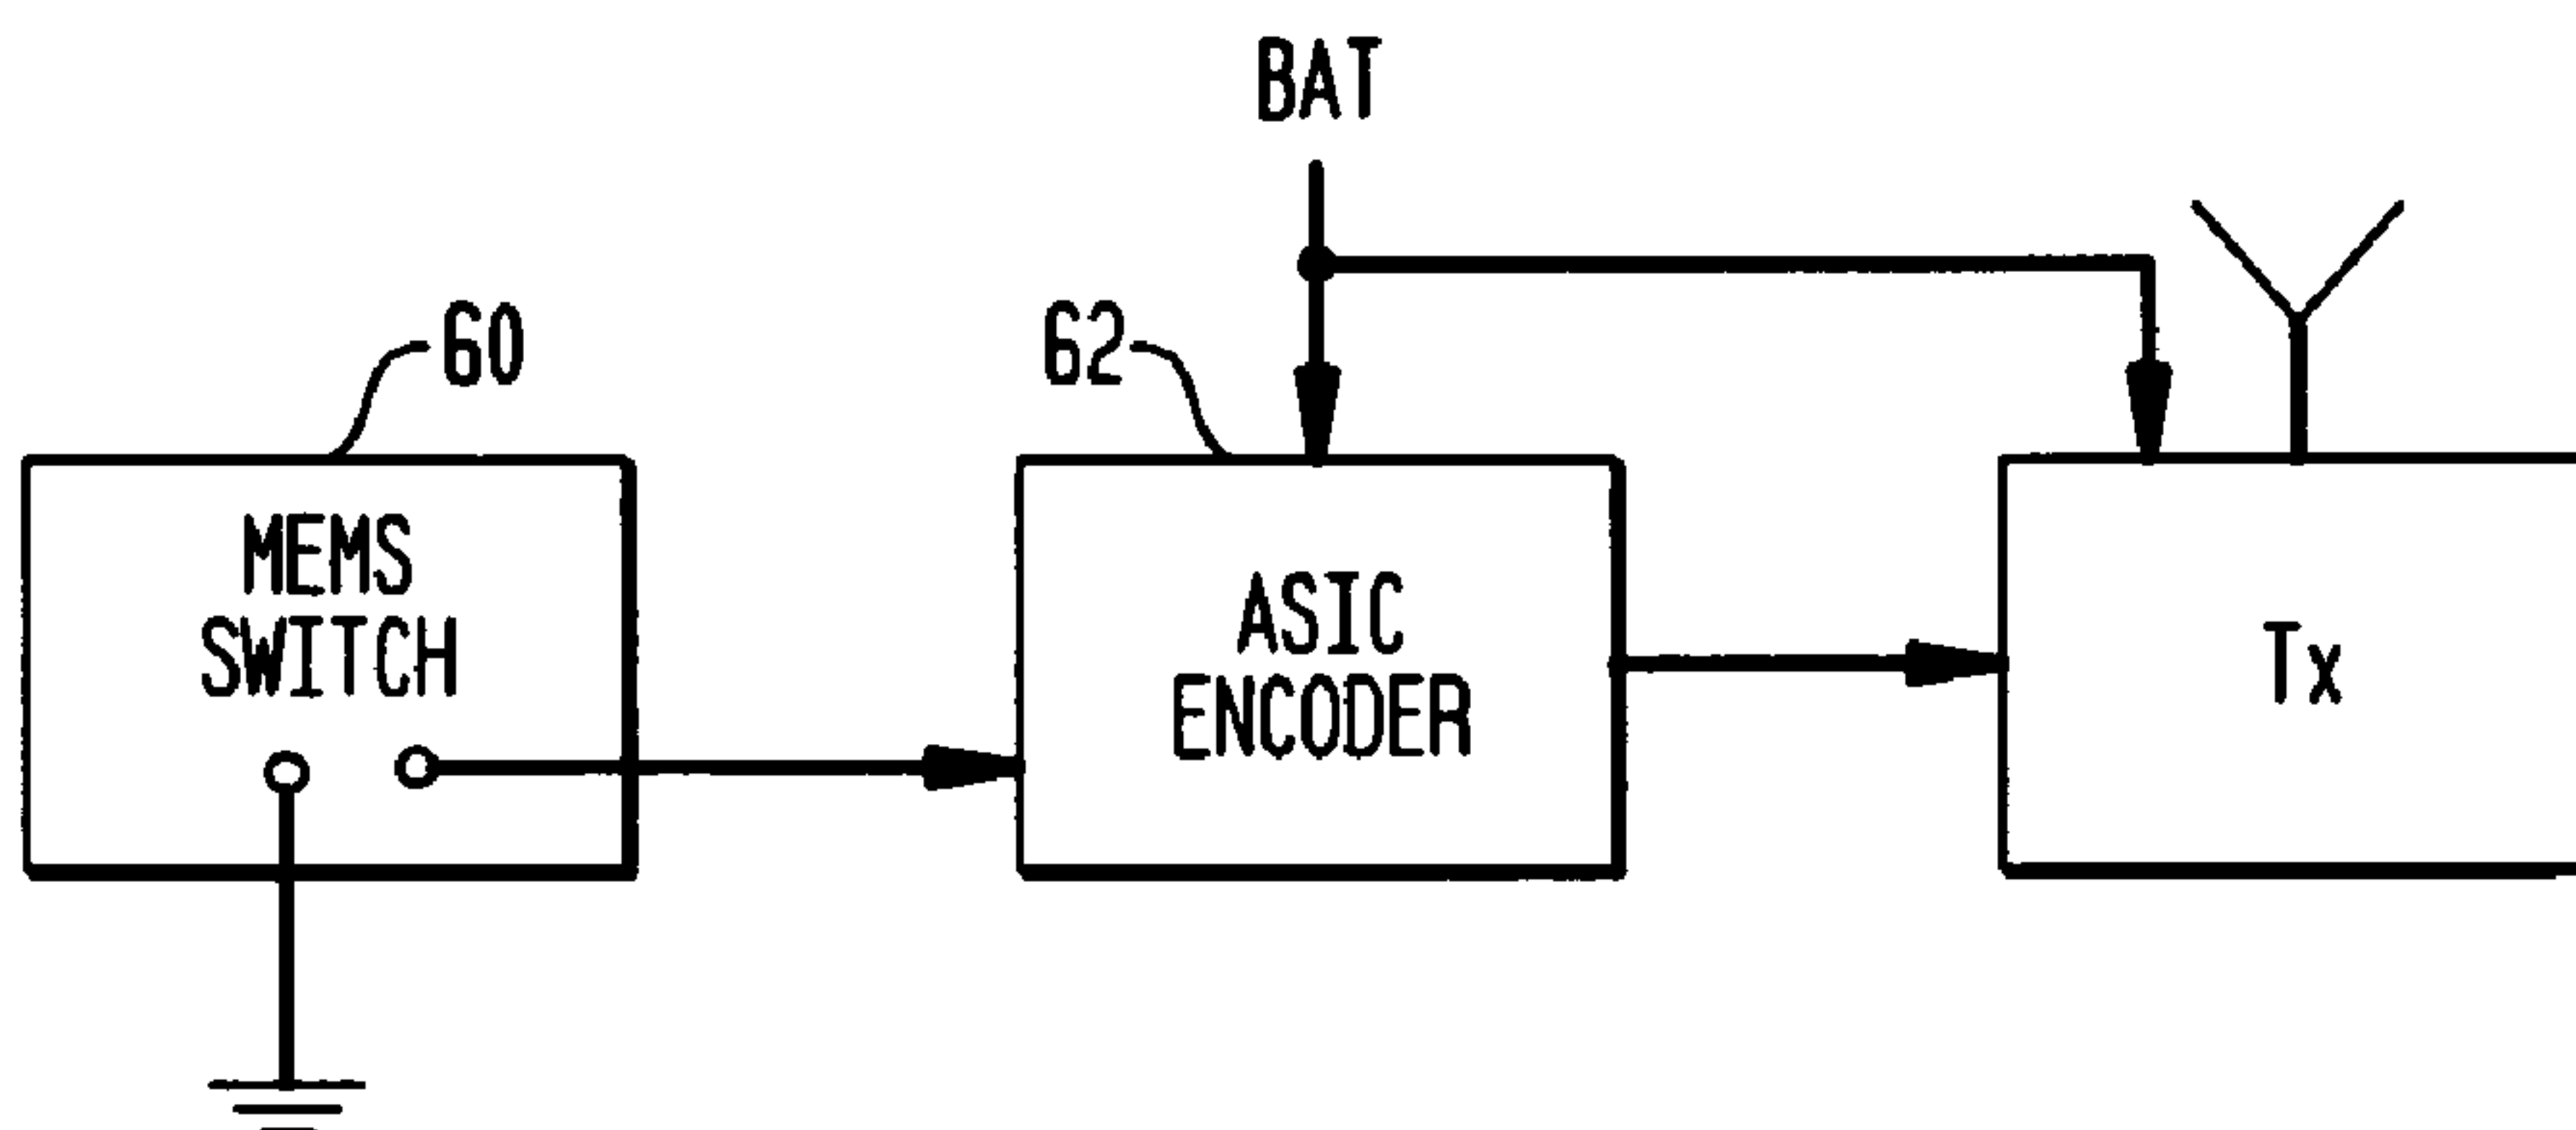 BAT
60
62
MEMS
SWITCH
ASIC
ENCODER
Tx